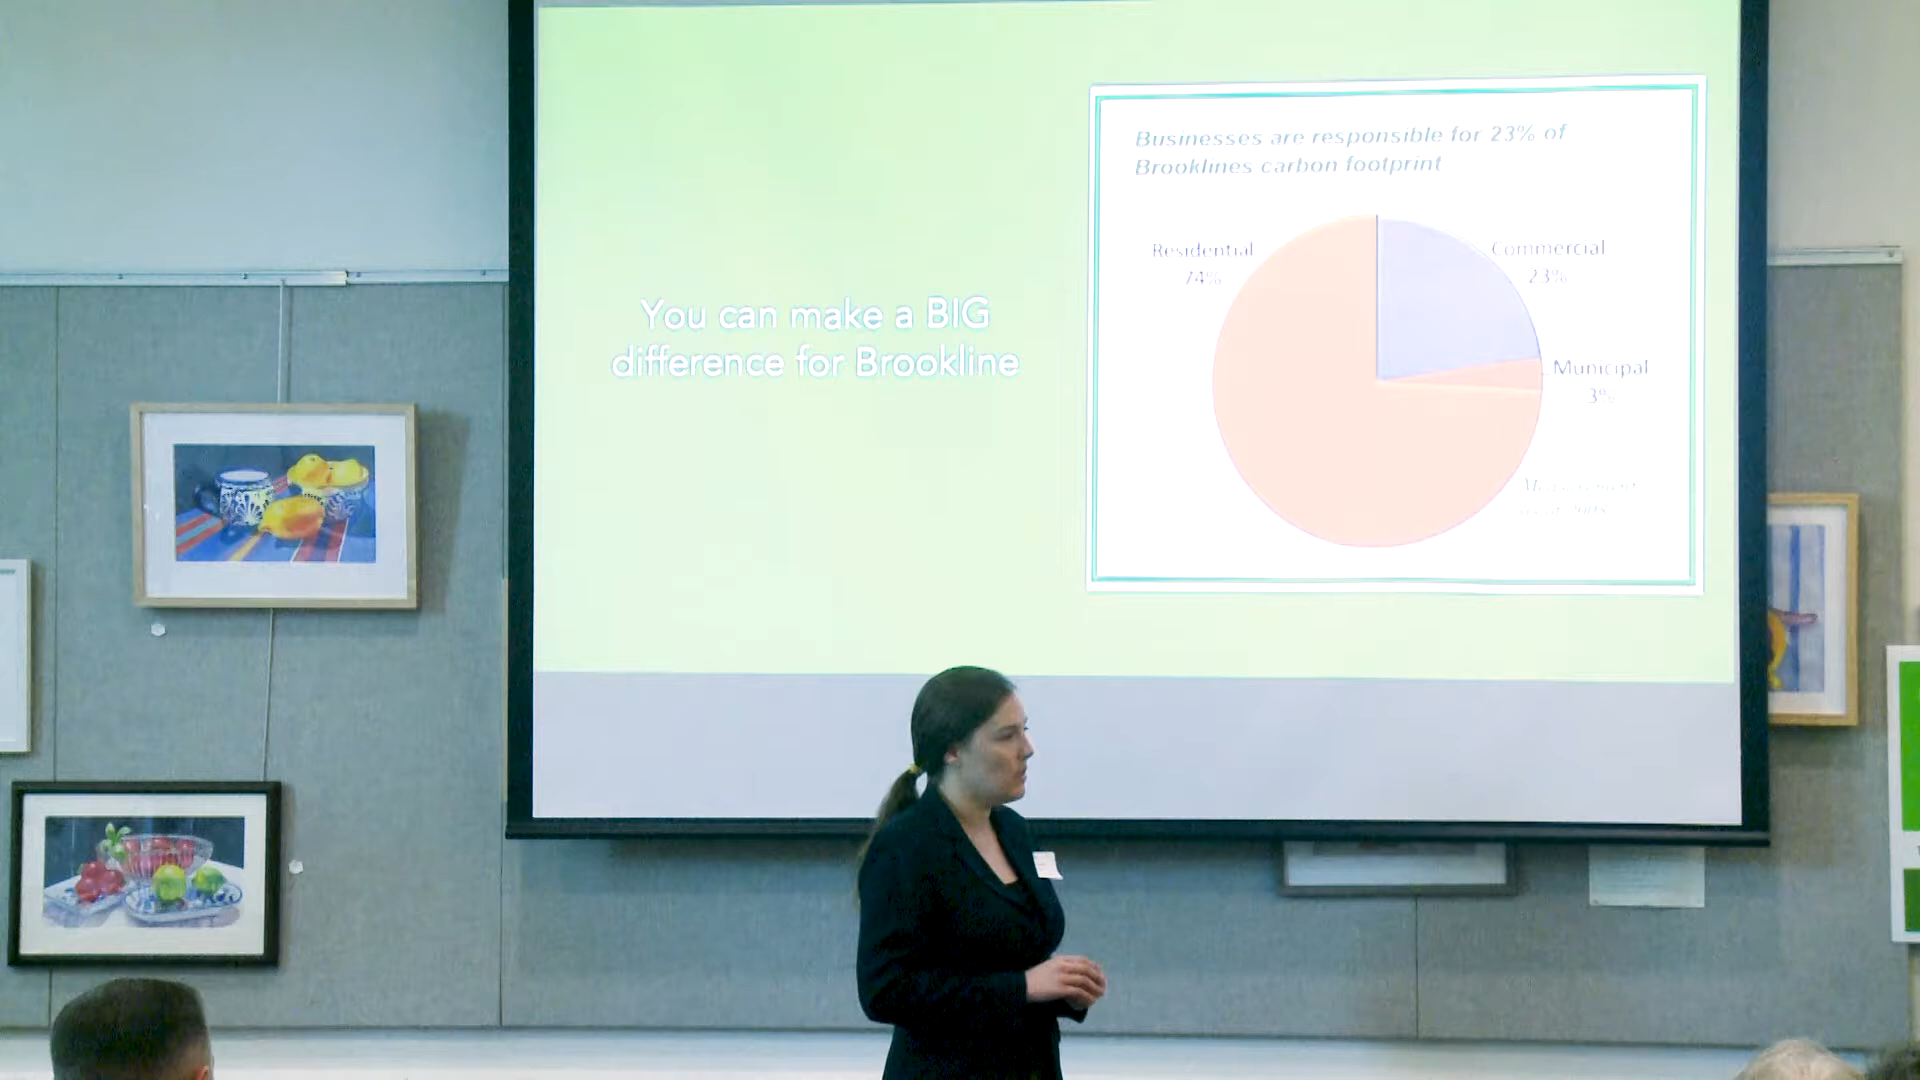 You can make a BIG
difference for Brookline
Businesses are responsible for 23% of
Brooklines carbon footprint
Residential
74%
Commercial
23%
Municipal
3%